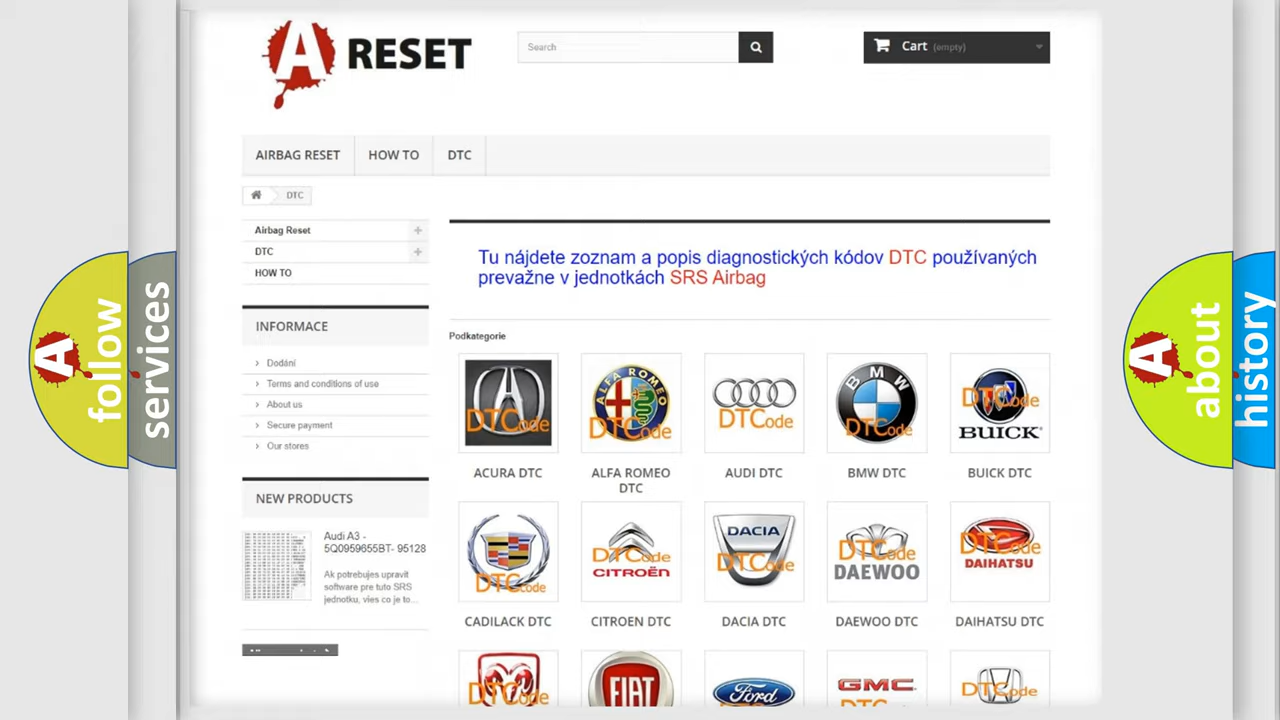 A RESET
Search
Cart (empty)
AIRBAG RESET
HOW TO
DTC
DTC
Airbag Reset
DTC
HOW TO
INFORMACE
Dodání
Terms and conditions of use
About us
Secure payment
Our stores
NEW PRODUCTS
Audi A3 -
5Q0959655BT- 95128
Ak potrebujes upravit
software pre tuto SRS
jednotku, vies co je to...
Tu nájdete zoznam a popis diagnostických kódov DTC používaných
prevažne v jednotkách SRS Airbag
Podkategorie
DTCode
ALFA ROMEO
DTCode
DTCode
BMW
DTCode
DTCode
BUICK
ACURA DTC
ALFA ROMEO
DTC
AUDI DTC
BMW DTC
BUICK DTC
DTCode
DTCode
CITROËN
DACIA
DTCode
DTCode
DAEWOO
DTCode
DAIHATSU
CADILACK DTC
CITROEN DTC
DACIA DTC
DAEWOO DTC
DAIHATSU DTC
DTCode
FIAT
Ford
GMC
DTCode
A follow
services
A about
history